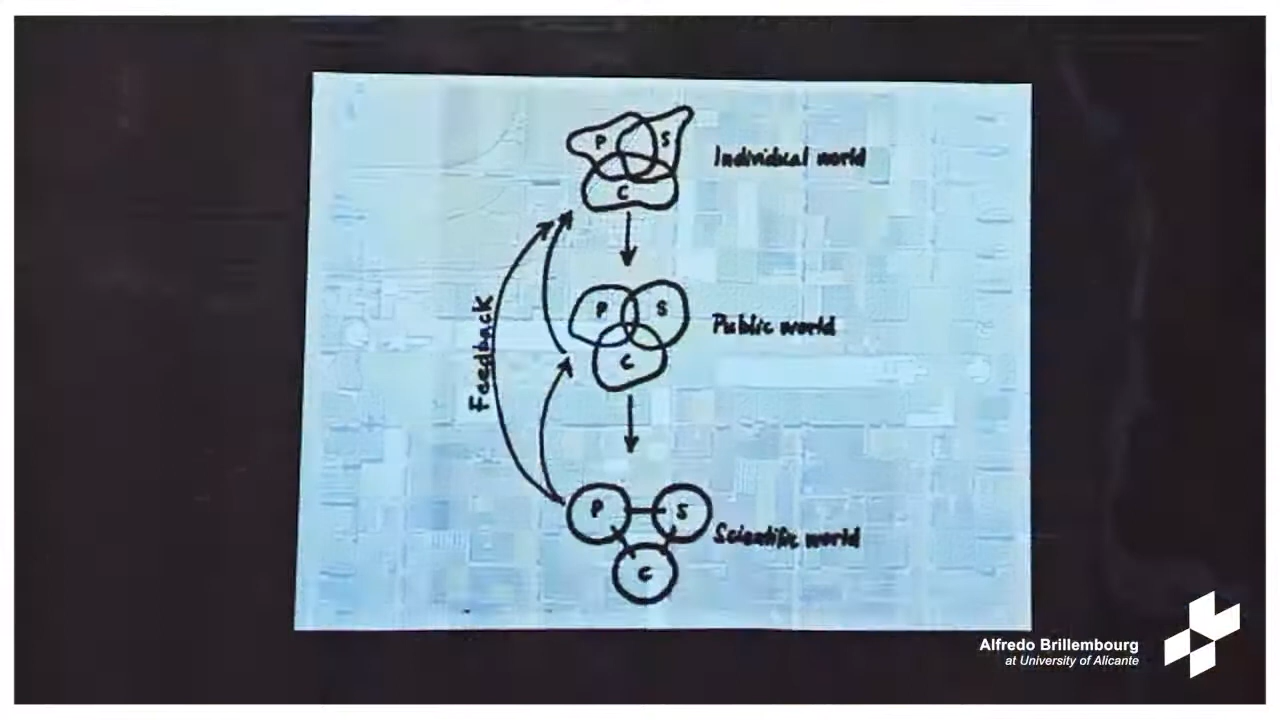 P
S
Individual world
C
Feedback
P
S
Public world
C
P
S
Scientific world
C
Alfredo Brillembourg
at University of Alicante